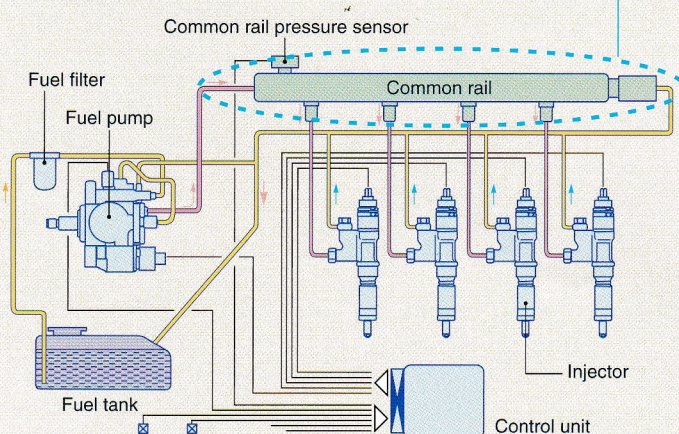 Common rail pressure sensor
Fuel filter
Common rail
Fuel pump
Injector
Fuel tank
Control unit